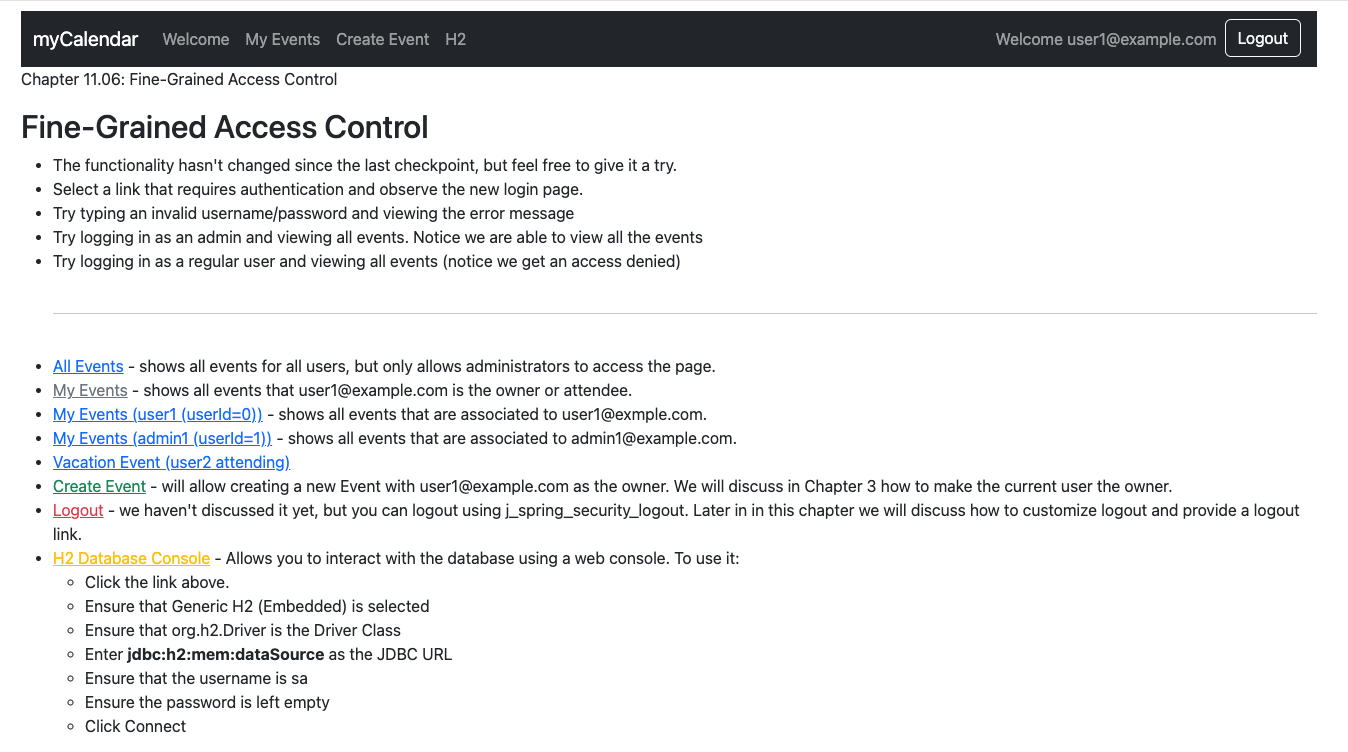 myCalendar Welcome My Events Create Event H2 Welcome user1@example.com Logout
Chapter 11.06: Fine-Grained Access Control
Fine-Grained Access Control
• The functionality hasn't changed since the last checkpoint, but feel free to give it a try.
• Select a link that requires authentication and observe the new login page.
• Try typing an invalid username/password and viewing the error message
• Try logging in as an admin and viewing all events. Notice we are able to view all the events
• Try logging in as a regular user and viewing all events (notice we get an access denied)
• All Events - shows all events for all users, but only allows administrators to access the page.
• My Events - shows all events that user1@example.com is the owner or attendee.
• My Events (user1 (userId=0)) - shows all events that are associated to user1@exmple.com.
• My Events (admin1 (userId=1)) - shows all events that are associated to admin1@example.com.
• Vacation Event (user2 attending)
• Create Event - will allow creating a new Event with user1@example.com as the owner. We will discuss in Chapter 3 how to make the current user the owner.
• Logout - we haven't discussed it yet, but you can logout using j_spring_security_logout. Later in in this chapter we will discuss how to customize logout and provide a logout
link.
• H2 Database Console - Allows you to interact with the database using a web console. To use it:
◦ Click the link above.
◦ Ensure that Generic H2 (Embedded) is selected
◦ Ensure that org.h2.Driver is the Driver Class
◦ Enter jdbc:h2:mem:dataSource as the JDBC URL
◦ Ensure that the username is sa
◦ Ensure the password is left empty
◦ Click Connect